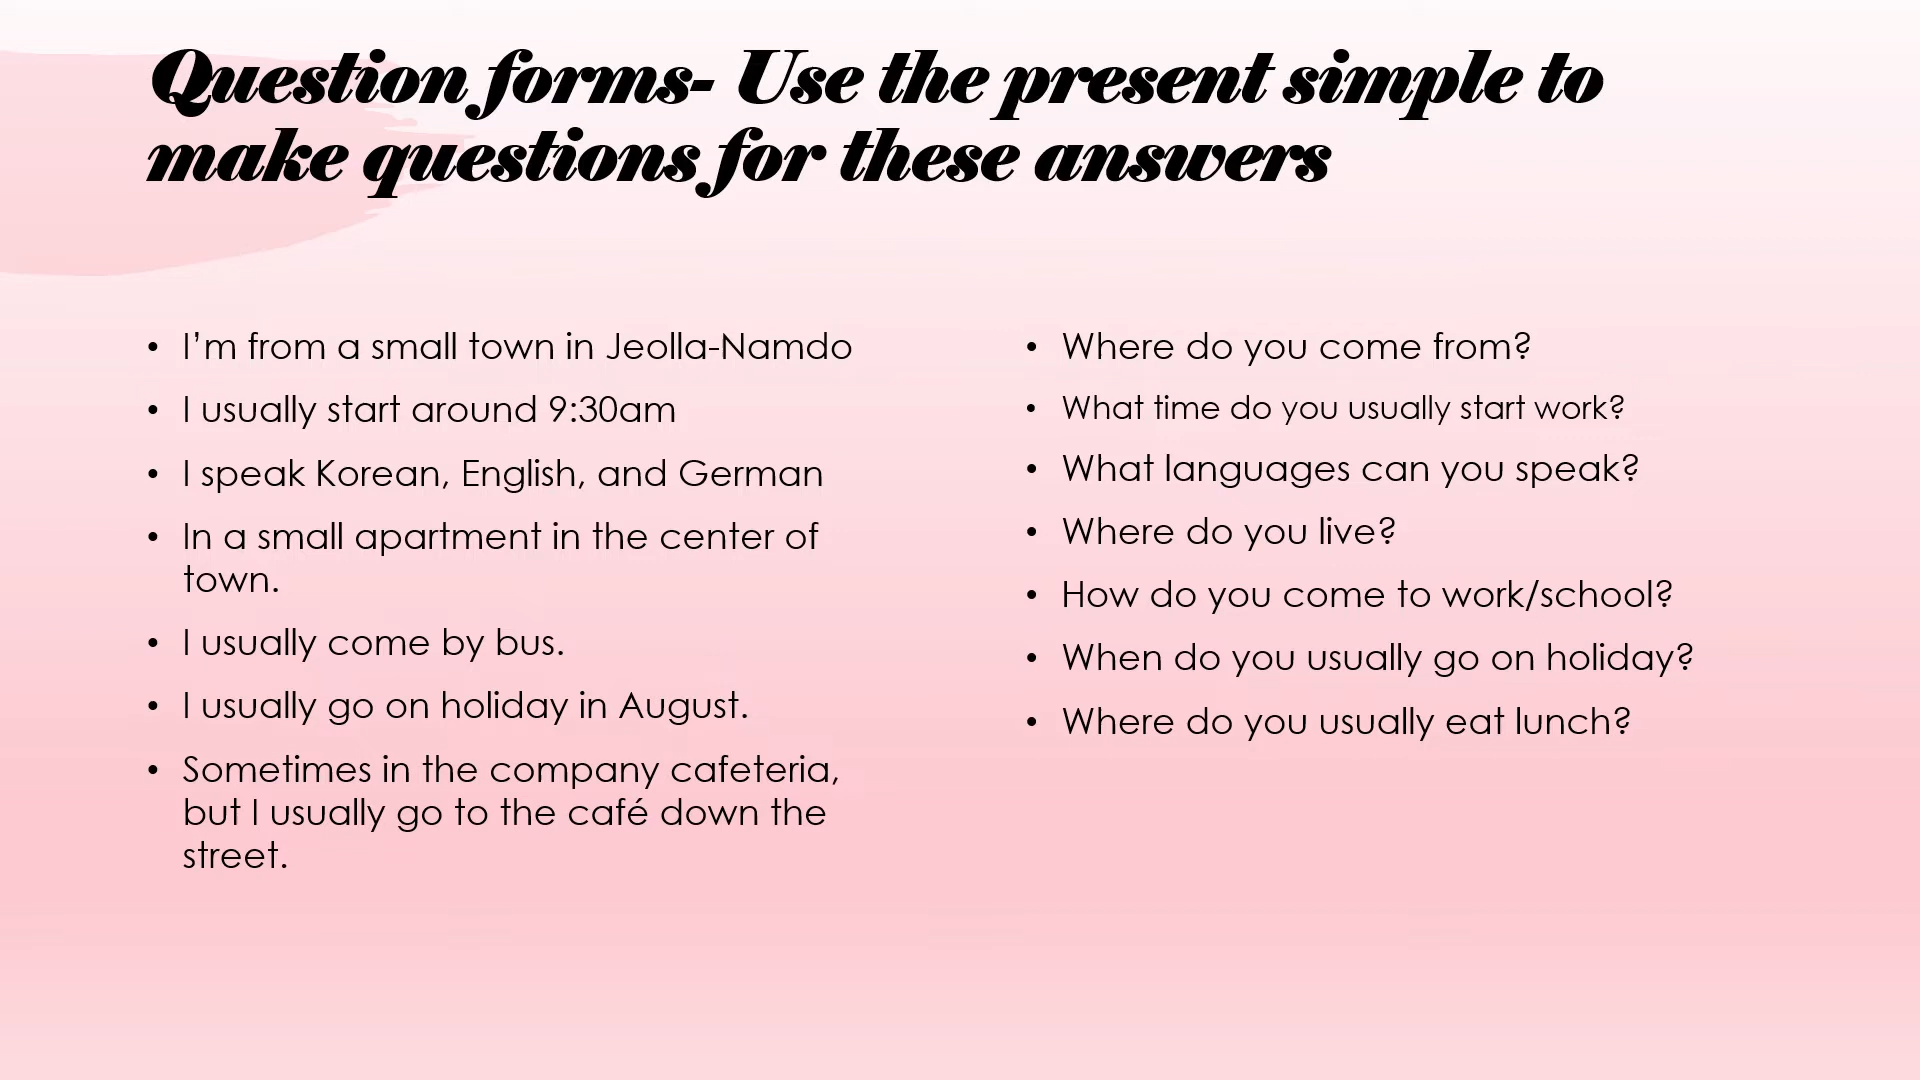 Question forms- Use the present simple to
make questions for these answers
• I’m from a small town in Jeolla-Namdo
• I usually start around 9:30am
• I speak Korean, English, and German
• In a small apartment in the center of
town.
• I usually come by bus.
• I usually go on holiday in August.
• Sometimes in the company cafeteria,
but I usually go to the café down the
street.
• Where do you come from?
• What time do you usually start work?
• What languages can you speak?
• Where do you live?
• How do you come to work/school?
• When do you usually go on holiday?
• Where do you usually eat lunch?